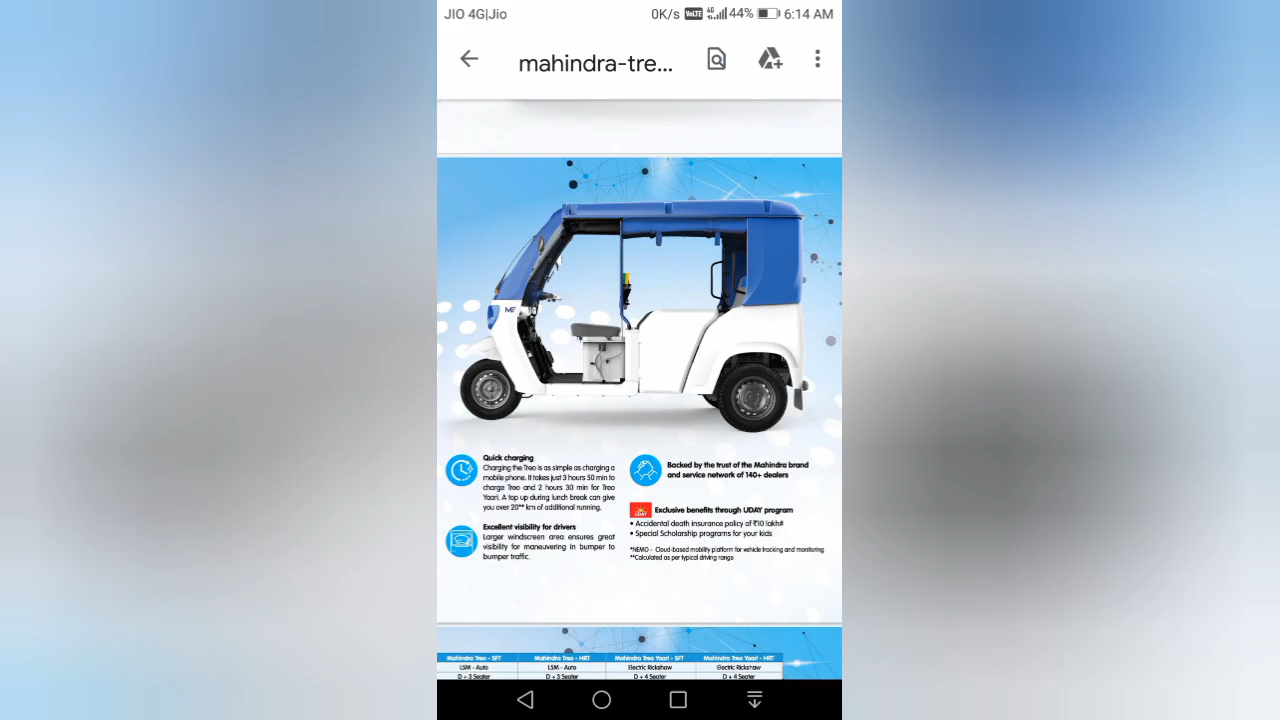 JIO 4G|Jio 0K/s VoLTE 4G 44% 6:14 AM
mahindra-tre...
ME
Quick charging
Charging the Treo is as simple as charging a
mobile phone. It takes just 3 hours 50 min to
charge Treo and 2 hours 30 min for Treo
Yaari. A top up during lunch break can give
you over 20** km of additional running.
Excellent visibility for drivers
Larger windscreen area ensures great
visibility for maneuvering in bumper to
bumper traffic.
Backed by the trust of the Mahindra brand
and service network of 140+ dealers
UDAY Exclusive benefits through UDAY program
• Accidental death insurance policy of ₹10 lakh#
• Special Scholarship programs for your kids
*NEMO - Cloud-based mobility platform for vehicle tracking and monitoring
**Calculated as per typical driving range
Mahindra Treo - SFT Mahindra Treo - HRT Mahindra Treo Yaari - SFT Mahindra Treo Yaari - HRT
L5M - Auto L5M - Auto Electric Rickshaw Electric Rickshaw
D + 3 Seater D + 3 Seater D + 4 Seater D + 4 Seater